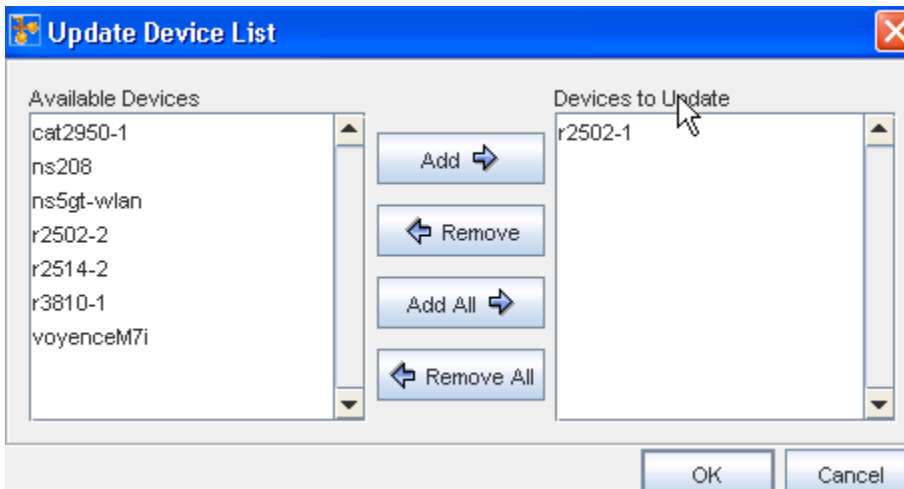 Update Device List
Available Devices
cat2950-1
ns208
ns5gt-wlan
r2502-2
r2514-2
r3810-1
voyenceM7i
Add
Remove
Add All
Remove All
Devices to Update
r2502-1
OK
Cancel